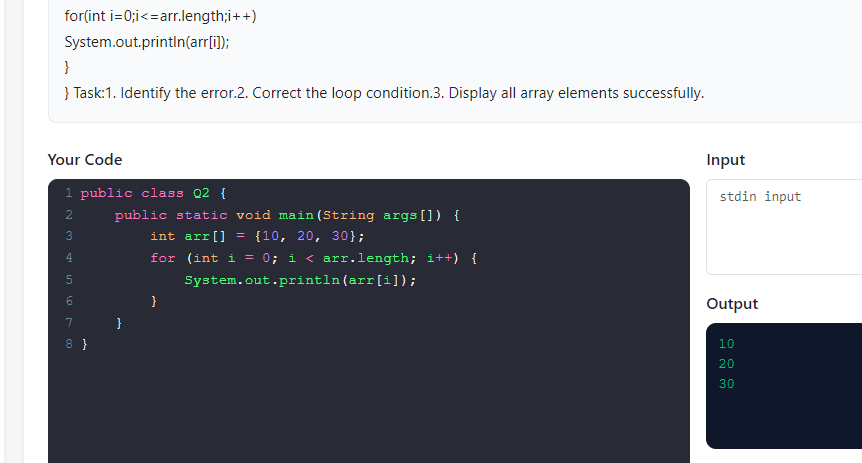 for(int i=0;i<=arr.length;i++)
System.out.println(arr[i]);
}
} Task:1. Identify the error.2. Correct the loop condition.3. Display all array elements successfully.
Your Code
1 public class Q2 {
2     public static void main(String args[]) {
3         int arr[] = {10, 20, 30};
4         for (int i = 0; i < arr.length; i++) {
5             System.out.println(arr[i]);
6         }
7     }
8 }
Input
stdin input
Output
10
20
30